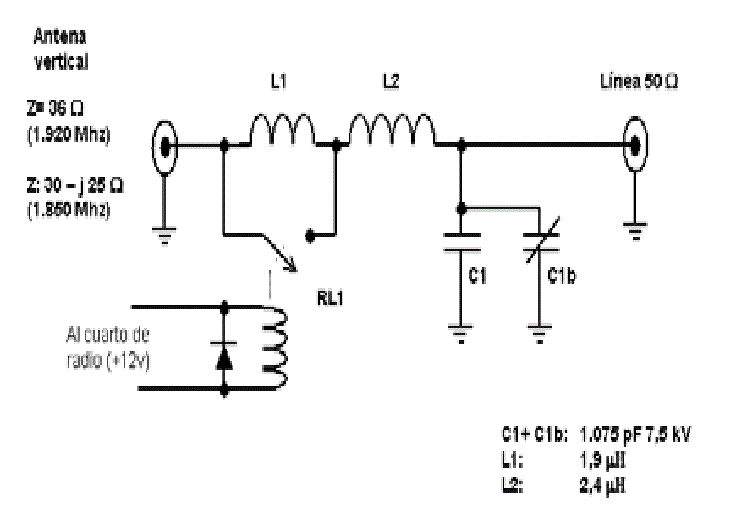 Antena
vertical
Z= 36 Ω
(1.920 Mhz)
Z: 30 – j 25 Ω
(1.850 Mhz)
L1
L2
Línea 50 Ω
C1
C1b
RL1
Al cuarto de
radio (+12v)
C1+ C1b: 1.075 pF 7,5 kV
L1: 1,9 µH
L2: 2,4 µH